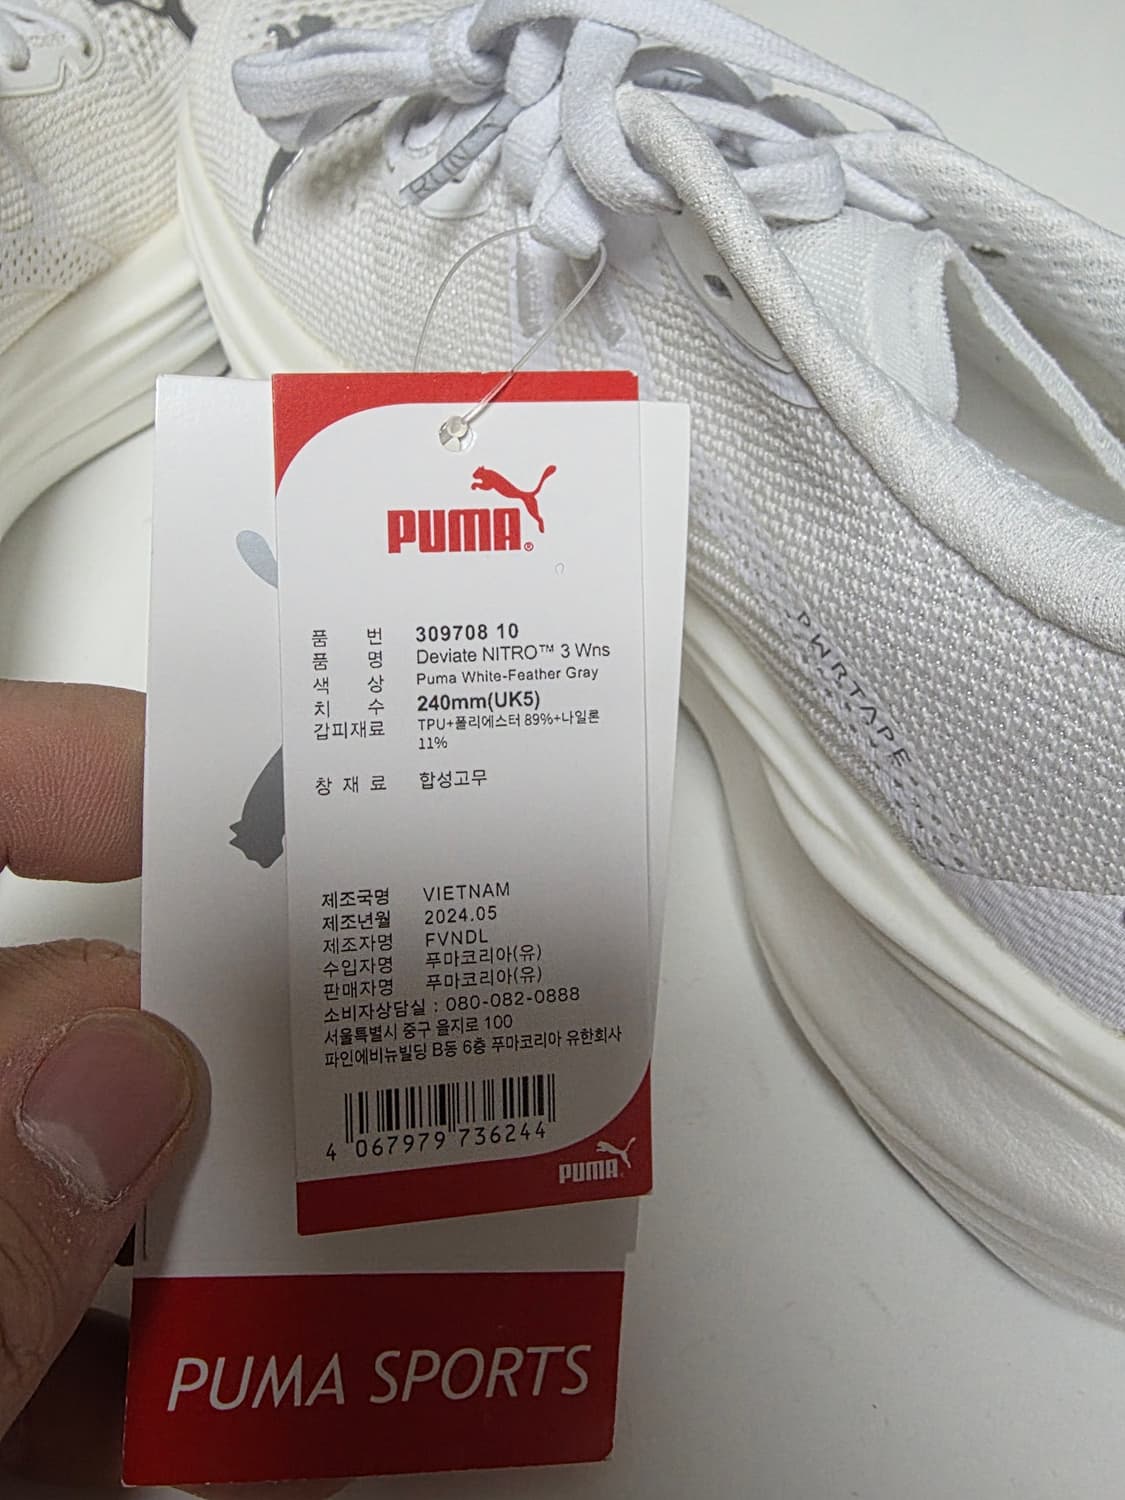 RUN
PWRTAPE
PUMA®
품 번 309708 10
품 명 Deviate NITRO™ 3 Wns
색 상 Puma White-Feather Gray
치 수 240mm(UK5)
갑피재료 TPU+폴리에스터 89%+나일론
11%
창 재 료 합성고무
제조국명 VIETNAM
제조년월 2024.05
제조자명 FVNDL
수입자명 푸마코리아(유)
판매자명 푸마코리아(유)
소비자상담실 : 080-082-0888
서울특별시 중구 을지로 100
파인에비뉴빌딩 B동 6층 푸마코리아 유한회사
4 067979 736244
PUMA
PUMA SPORTS